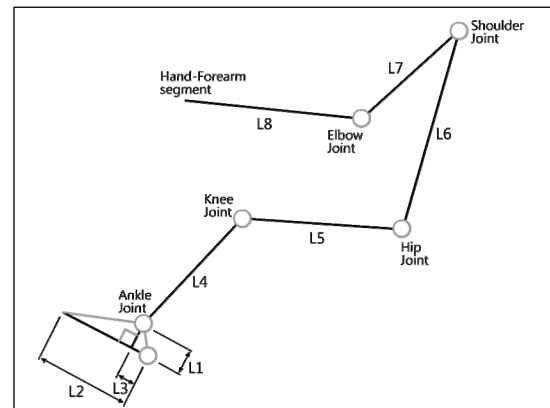 Shoulder
Joint
L7
Hand-Forearm
segment
L8
L6
Elbow
Joint
Knee
Joint
L5
Hip
Joint
L4
Ankle
Joint
L1
L3
L2